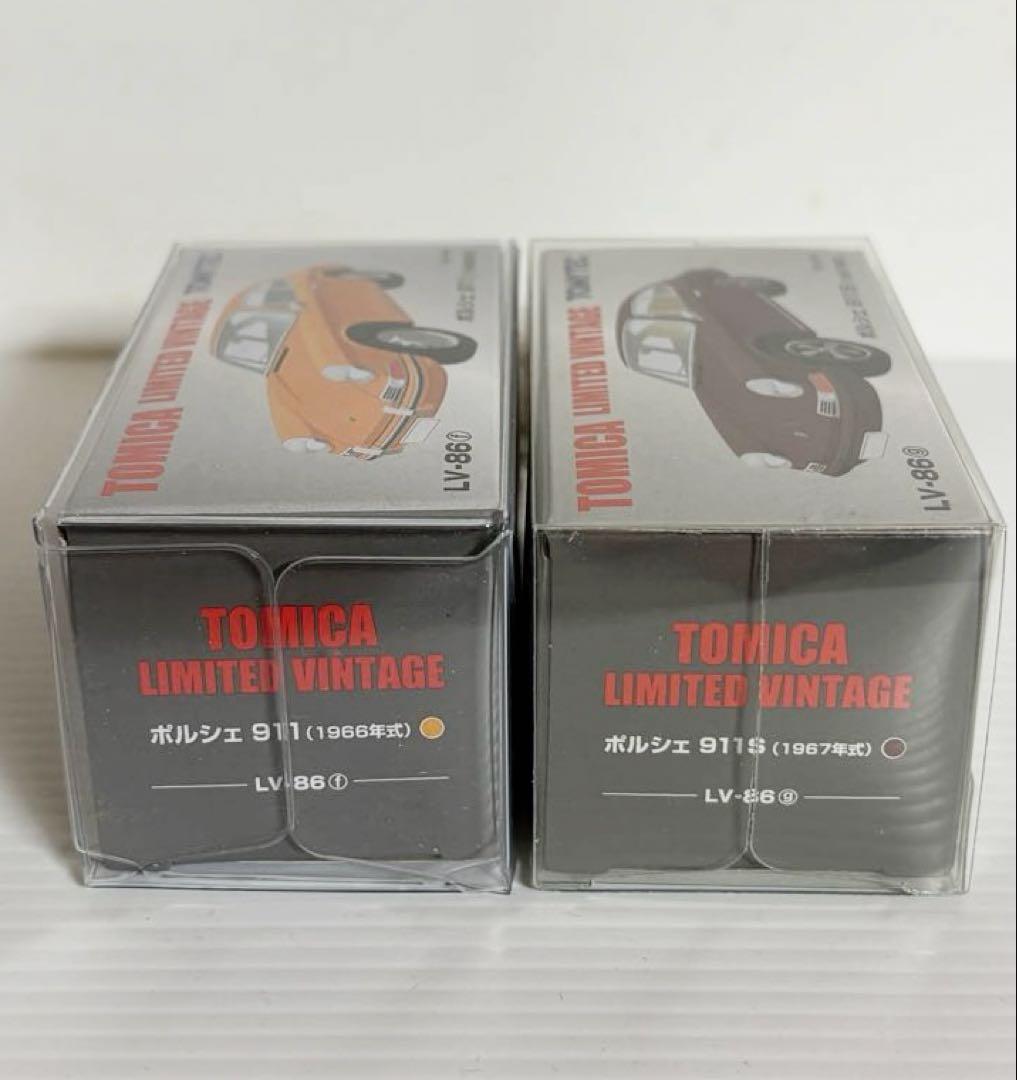 TOMICA LIMITED VINTAGE TOMYTEC
LV-86ⓕ
TOMICA
LIMITED VINTAGE
ポルシェ 911 (1966年式)
LV-86ⓕ
TOMICA LIMITED VINTAGE TOMYTEC
LV-86ⓖ
TOMICA
LIMITED VINTAGE
ポルシェ 911S (1967年式)
LV-86ⓖ